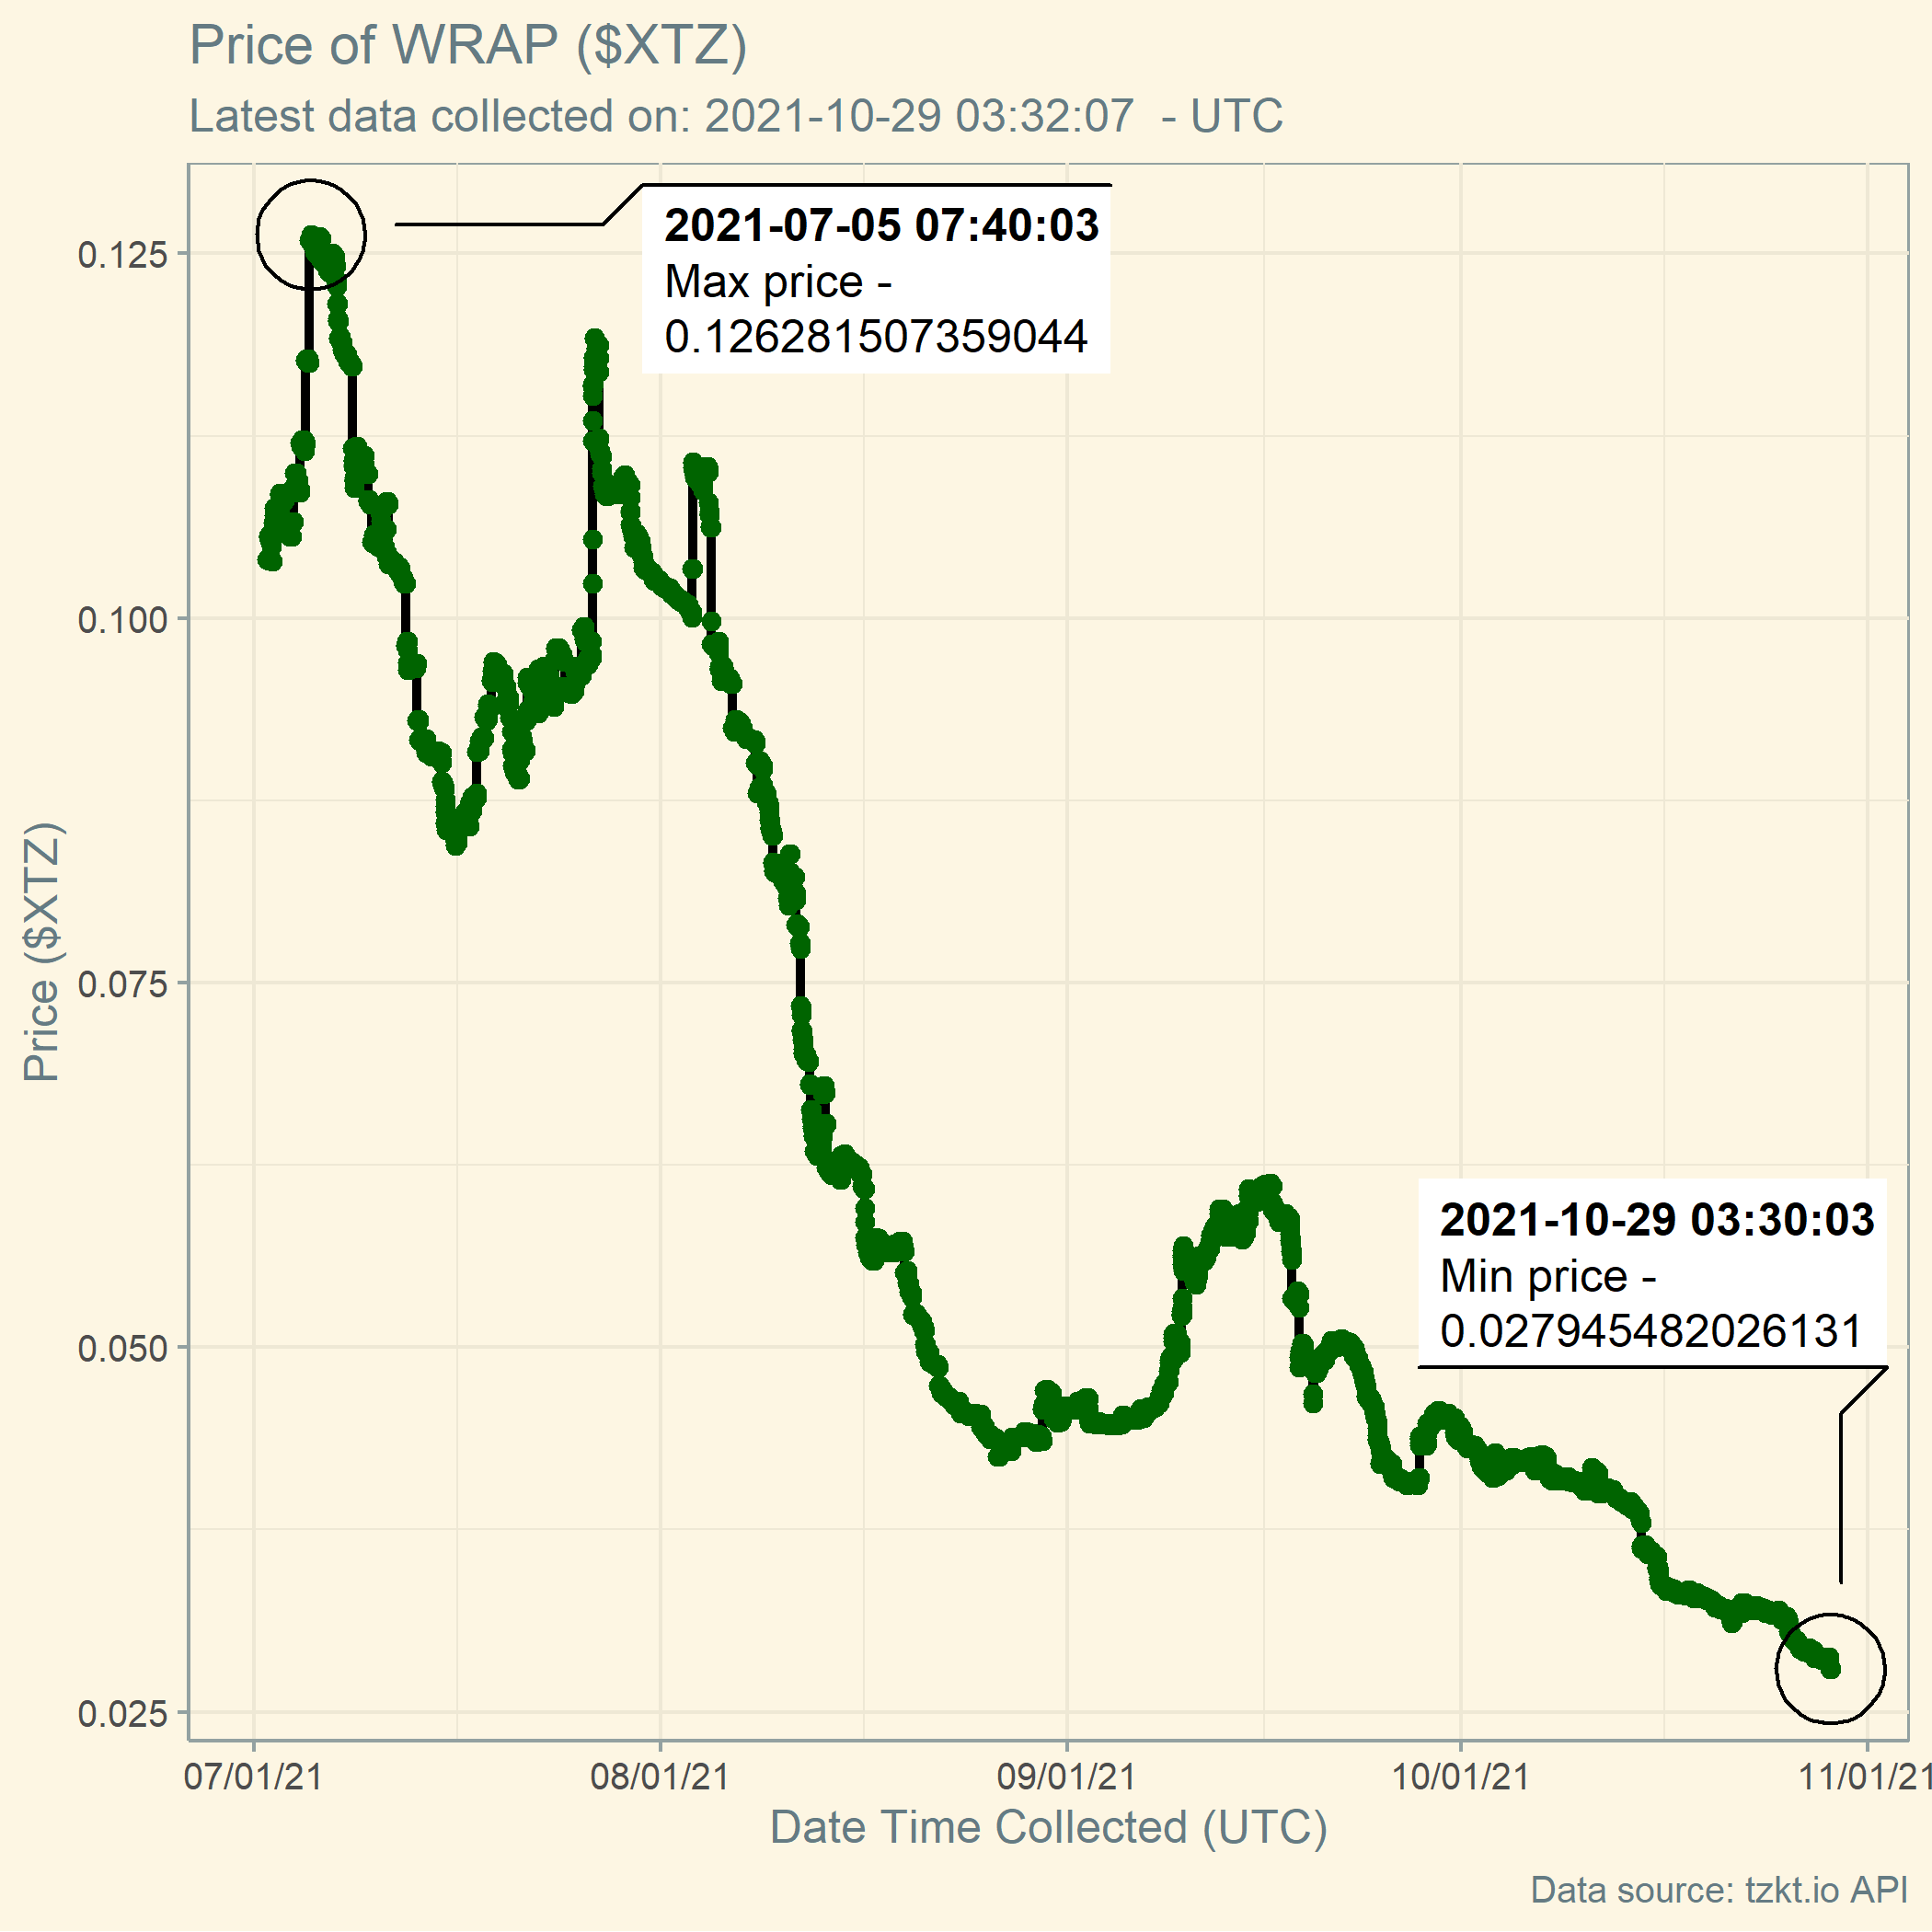 Price of WRAP ($XTZ)
Latest data collected on: 2021-10-29 03:32:07  - UTC
2021-07-05 07:40:03
Max price -
0.126281507359044
0.125
0.100
0.075
0.050
0.025
Price ($XTZ)
2021-10-29 03:30:03
Min price -
0.027945482026131
07/01/21
08/01/21
09/01/21
10/01/21
11/01/21
Date Time Collected (UTC)
Data source: tzkt.io API